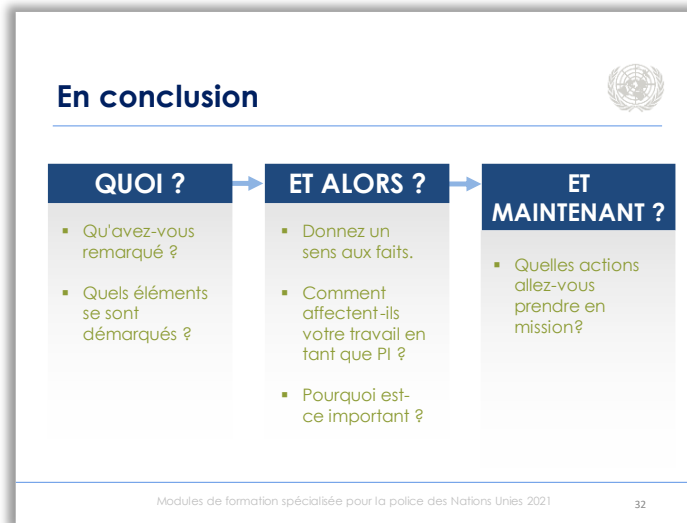 En conclusion
QUOI ?
Qu'avez-vous
remarqué ?
Quels éléments
se sont
démarqués ?
ET ALORS ?
Donnez un
sens aux faits.
Comment
affectent-ils
votre travail en
tant que PI ?
Pourquoi est-
ce important ?
ET
MAINTENANT ?
Quelles actions
allez-vous
prendre en
mission?
Modules de formation spécialisée pour la police des Nations Unies 2021
32